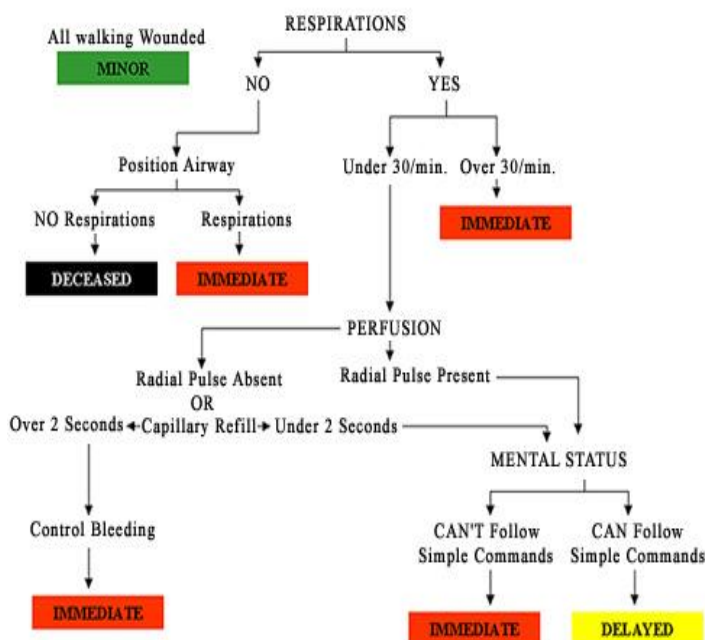 RESPIRATIONS
All walking Wounded
MINOR
NO
YES
Position Airway
Under 30/min.
Over 30/min.
NO Respirations
Respirations
IMMEDIATE
DECEASED
IMMEDIATE
PERFUSION
Radial Pulse Absent
OR
Radial Pulse Present
Over 2 Seconds
Capillary Refill
Under 2 Seconds
MENTAL STATUS
Control Bleeding
CAN'T Follow
Simple Commands
CAN Follow
Simple Commands
IMMEDIATE
IMMEDIATE
DELAYED